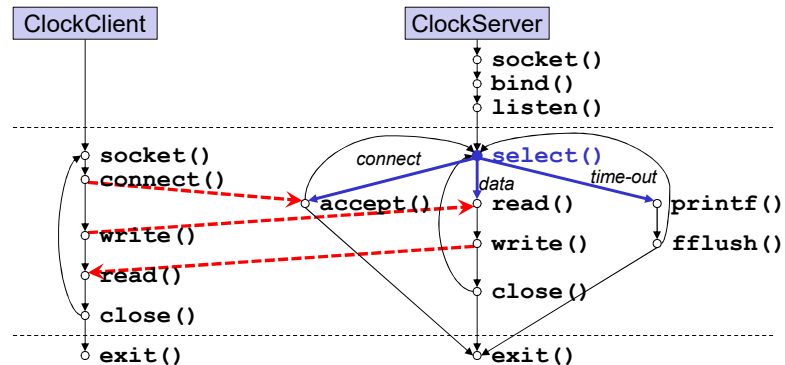 ClockClient ClockServer
socket()
bind()
listen()
socket() connect select()
connect() data time-out
accept() read() printf()
write() write() fflush()
read()
close() close()
exit() exit()